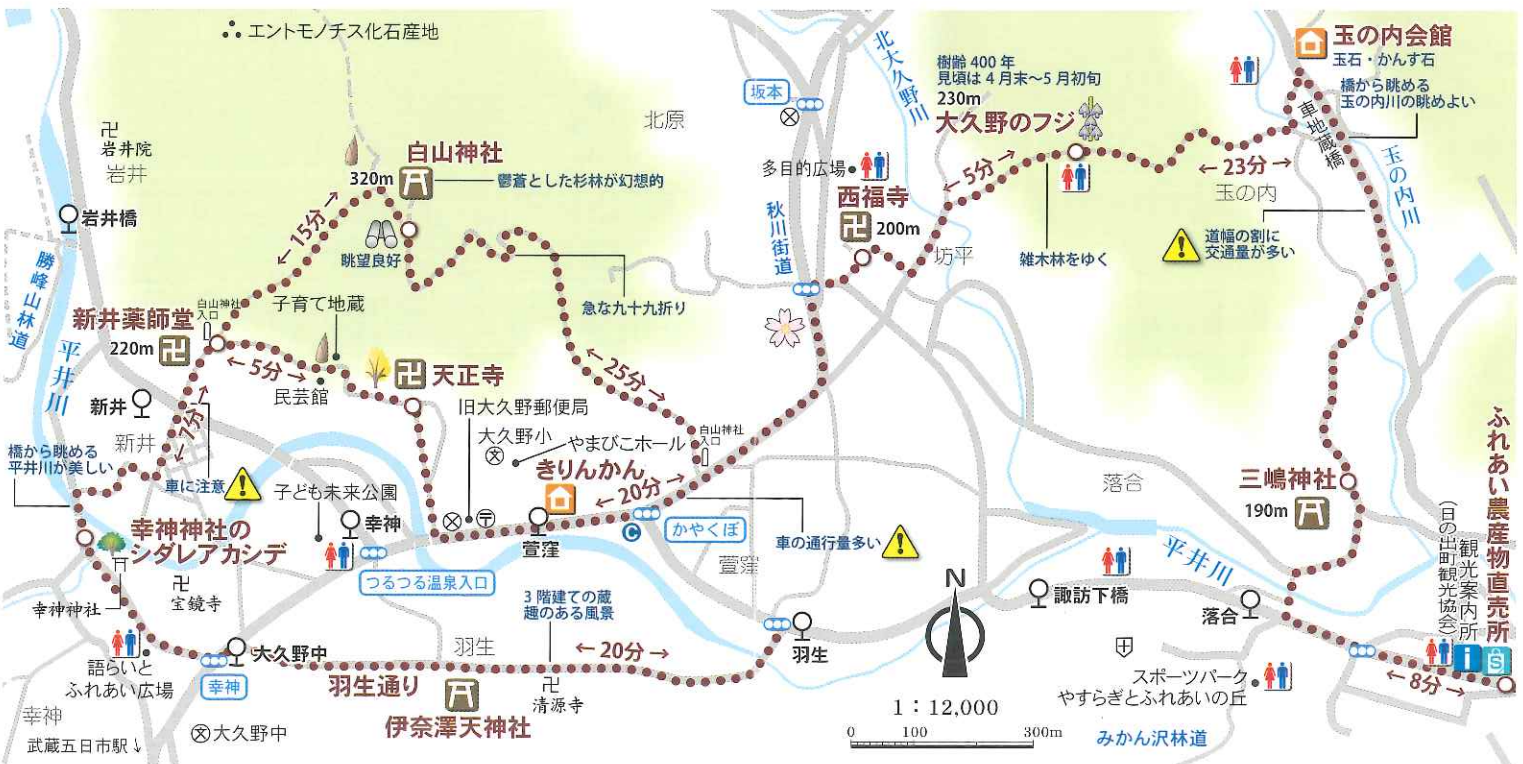 エントモノチス化石産地
卍
岩井院
岩井
岩井橋
勝峰山林道
平井川
白山神社
320m
鬱蒼とした杉林が幻想的
←15分→
眺望良好
急な九十九折り
北原
坂本
北大久野川
樹齢400年
見頃は4月末～5月初旬
230m
大久野のフジ
多目的広場
西福寺
200m
秋川街道
←5分→
坊平
雑木林をゆく
←23分→
玉の内
玉の内会館
玉石・かんす石
橋から眺める
玉の内川の眺めよい
車地蔵橋
玉の内川
道幅の割に
交通量が多い
新井薬師堂
220m
白山神社
入口
子育て地蔵
←5分→
民芸館
天正寺
新井
新井
←7分→
橋から眺める
平井川が美しい
車に注意
子ども未来公園
幸神
つるつる温泉入口
旧大久野郵便局
大久野小
文
やまびこホール
きりんかん
←25分→
白山神社
入口
←20分→
萱窪
かやくぼ
C
萱窪
車の通行量多い
幸神神社の
シダレアカシデ
幸神神社
卍
宝鏡寺
語らいと
ふれあい広場
幸神
武蔵五日市駅↓
大久野中
幸神
文大久野中
羽生通り
伊奈澤天神社
羽生
3階建ての蔵
趣のある風景
卍
清源寺
←20分→
羽生
N
1：12,000
0 100 300m
諏訪下橋
平井川
落合
落合
三嶋神社
190m
スポーツパーク
やすらぎとふれあいの丘
みかん沢林道
ふれあい農産物直売所
観光案内所
（日の出町観光協会）
i
S
←8分→